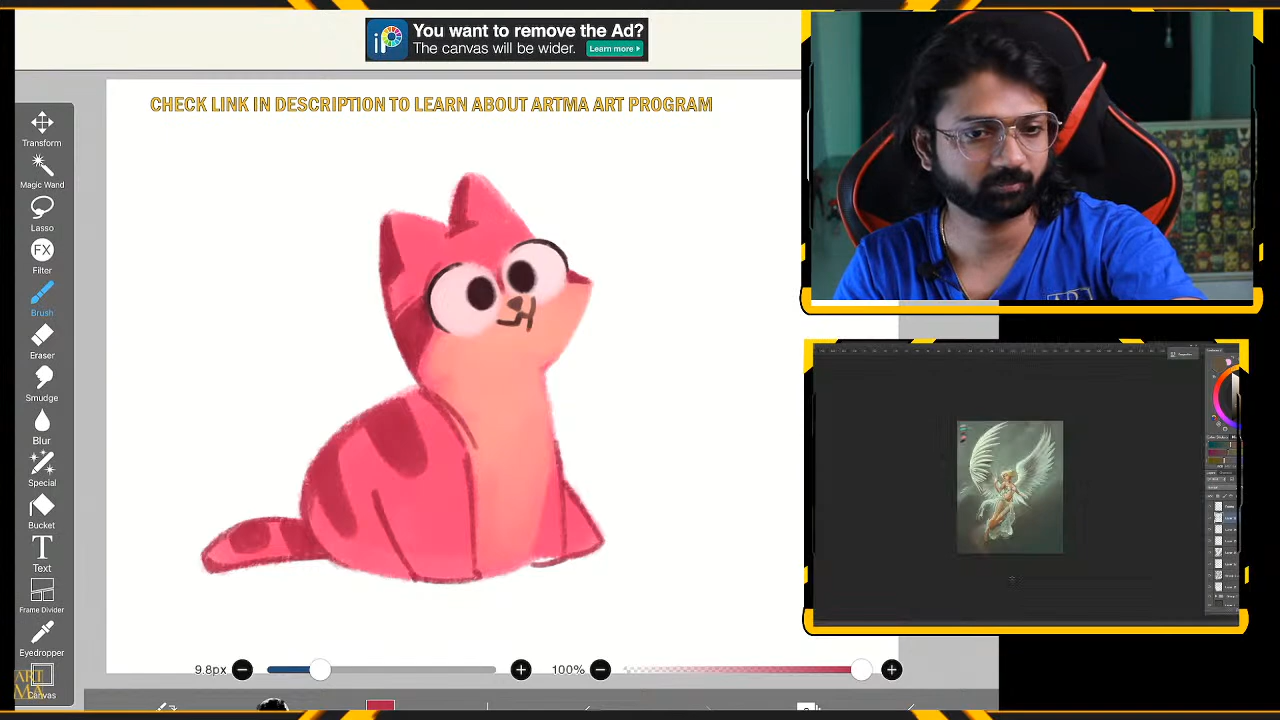 You want to remove the Ad?
The canvas will be wider.
Learn more
CHECK LINK IN DESCRIPTION TO LEARN ABOUT ARTMA ART PROGRAM
Transform
Magic Wand
Lasso
FX
Filter
Brush
Eraser
Smudge
Blur
Special
Bucket
T
Text
Frame Divider
Eyedropper
Canvas
ART
MA
9.8px
100%